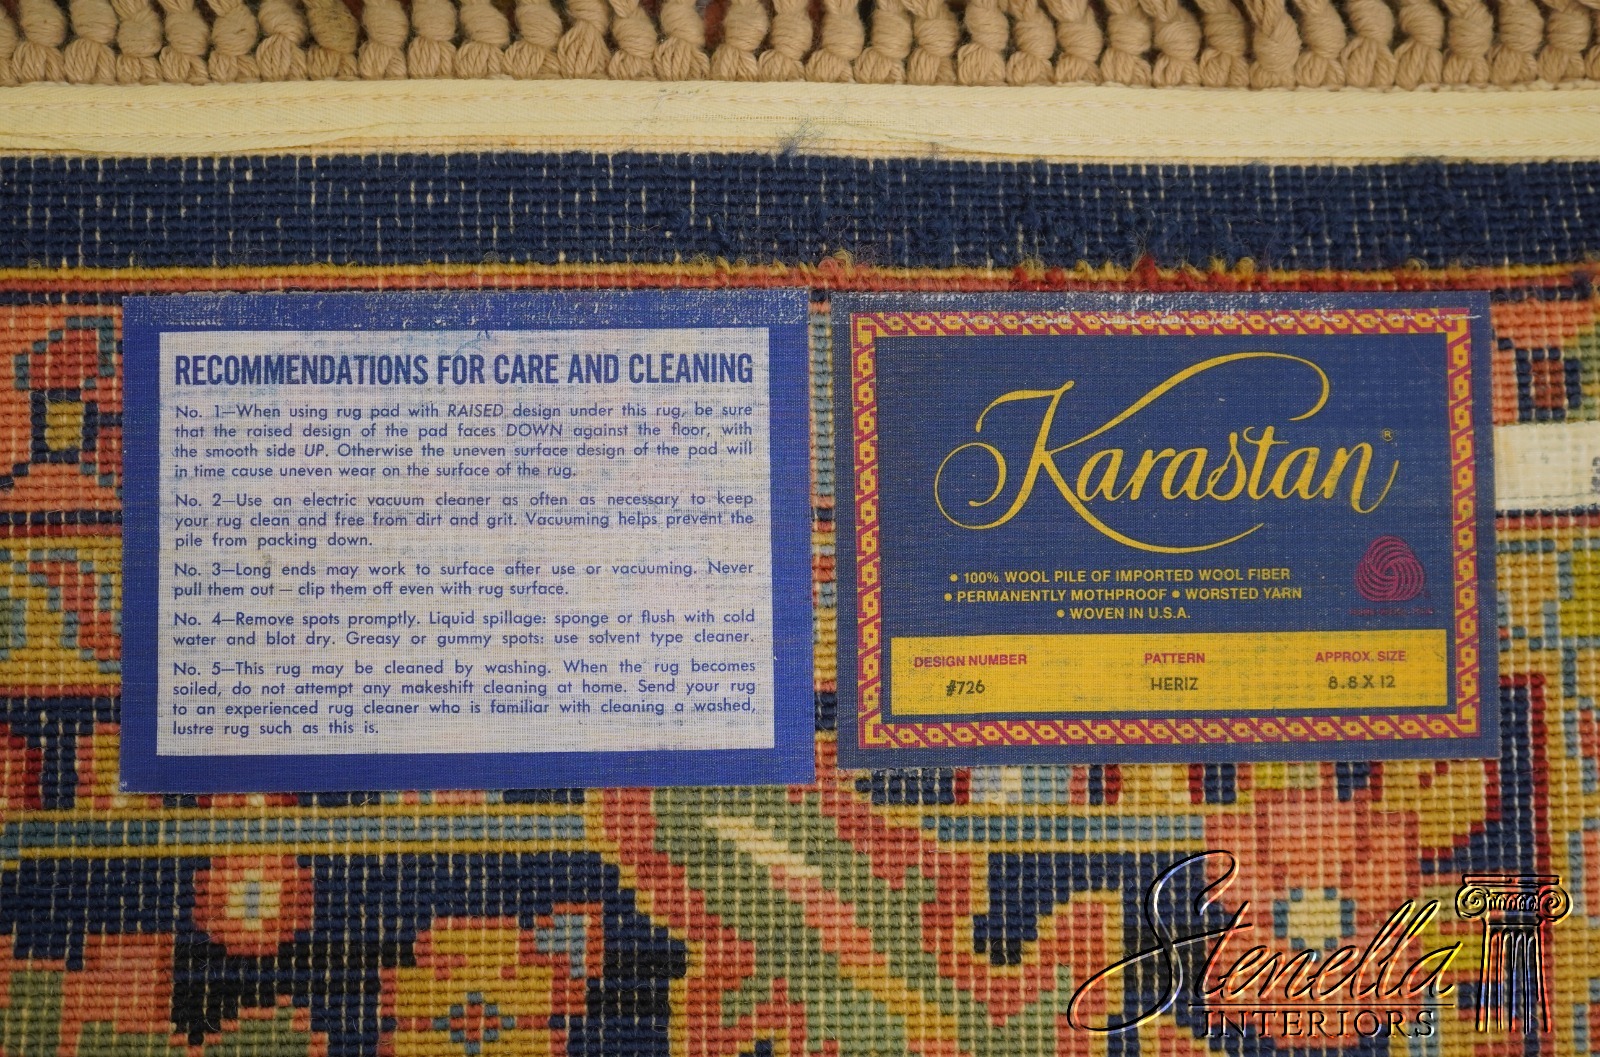 RECOMMENDATIONS FOR CARE AND CLEANING
No. 1—When using rug pad with RAISED design under this rug, be sure
that the raised design of the pad faces DOWN against the floor, with
the smooth side UP. Otherwise the uneven surface design of the pad will
in time cause uneven wear on the surface of the rug.
No. 2—Use an electric vacuum cleaner as often as necessary to keep
your rug clean and free from dirt and grit. Vacuuming helps prevent the
pile from packing down.
No. 3—Long ends may work to surface after use or vacuuming. Never
pull them out — clip them off even with rug surface.
No. 4—Remove spots promptly. Liquid spillage: sponge or flush with cold
water and blot dry. Greasy or gummy spots: use solvent type cleaner.
No. 5—This rug may be cleaned by washing. When the rug becomes
soiled, do not attempt any makeshift cleaning at home. Send your rug
to an experienced rug cleaner who is familiar with cleaning a washed,
lustre rug such as this is.
Karastan®
• 100% WOOL PILE OF IMPORTED WOOL FIBER
• PERMANENTLY MOTHPROOF • WORSTED YARN
• WOVEN IN U.S.A.
DESIGN NUMBER PATTERN APPROX. SIZE
#726 HERIZ 8.8 X 12
Stenella
INTERIORS